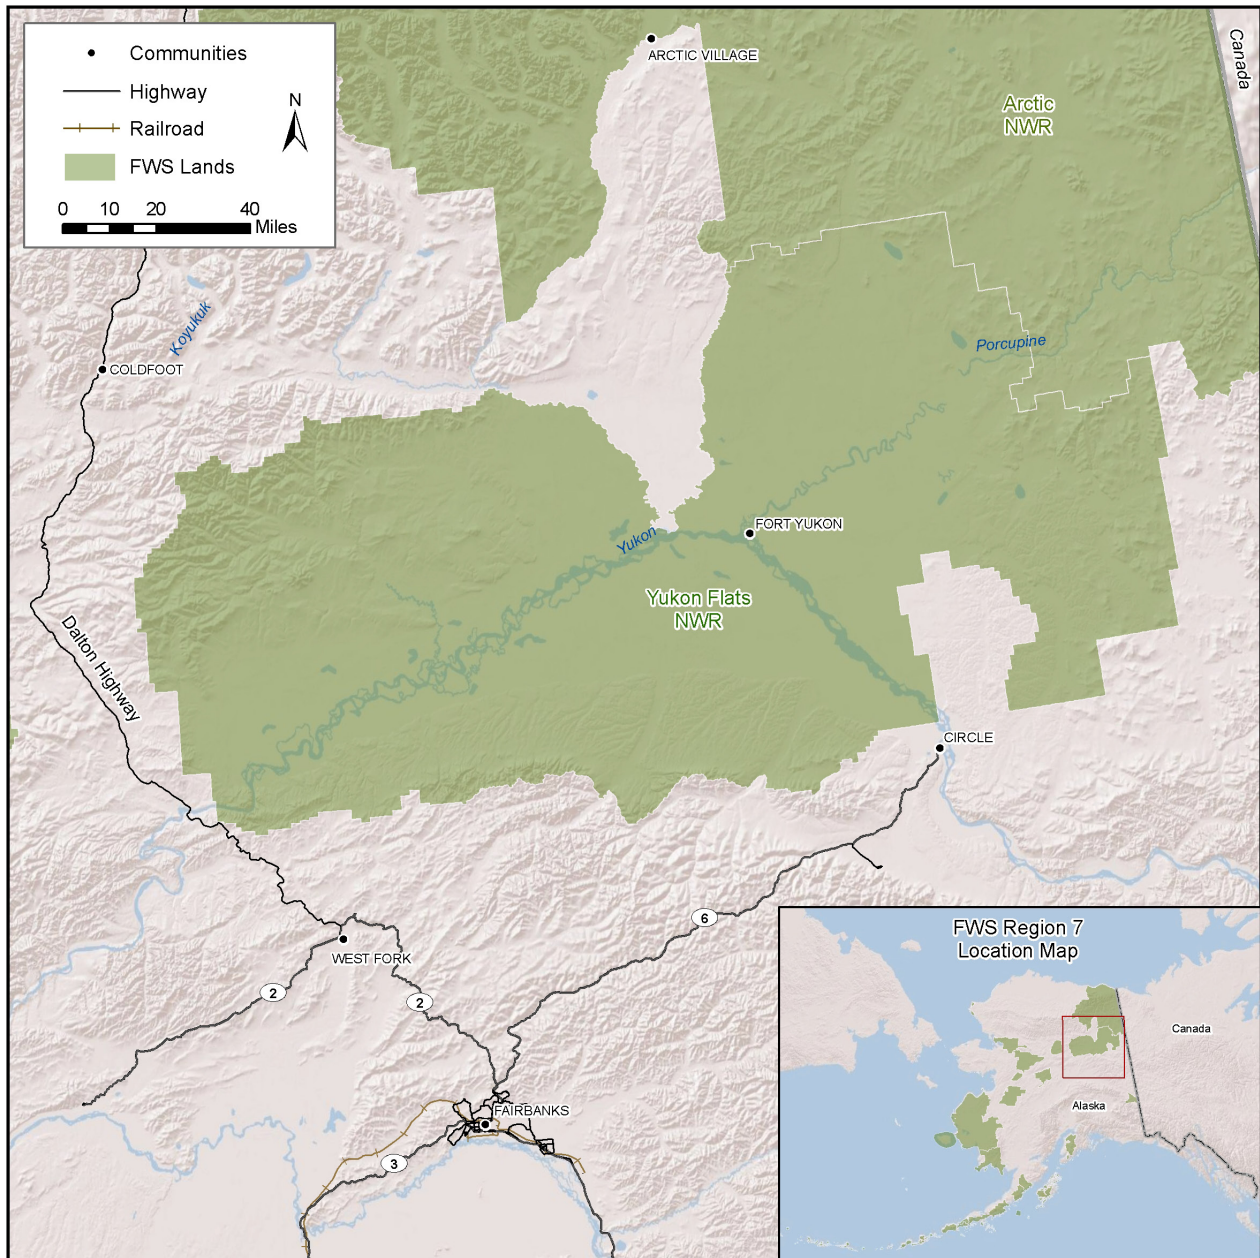 Communities
Highway
Railroad
FWS Lands
N
0 10 20 40
Miles
ARCTIC VILLAGE
Canada
Arctic
NWR
Koyukuk
COLDFOOT
Porcupine
FORT YUKON
Yukon
Yukon Flats
NWR
Dalton Highway
CIRCLE
6
WEST FORK
2
2
FAIRBANKS
3
FWS Region 7
Location Map
Canada
Alaska